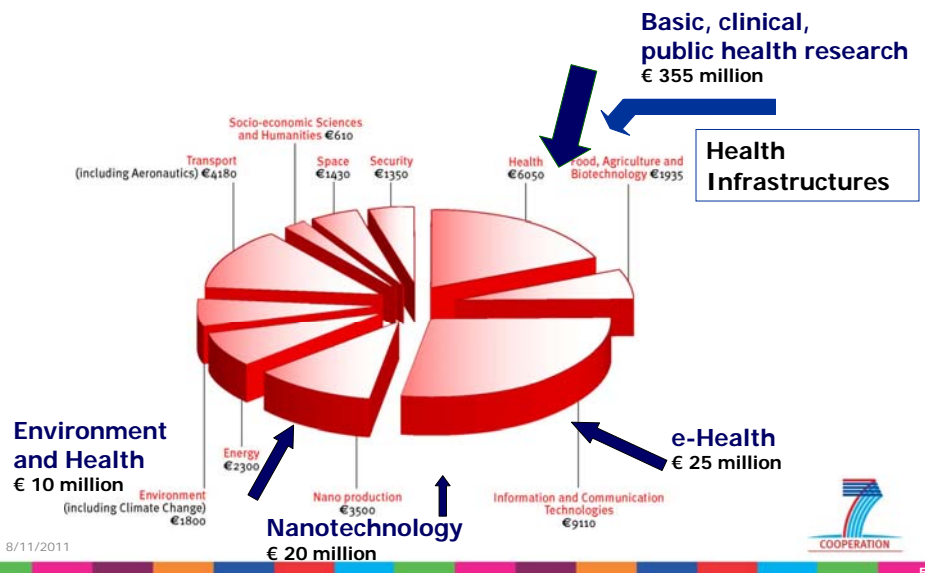 Basic, clinical,
public health research
€ 355 million
Health
Infrastructures
Socio-economic Sciences
and Humanities €610
Transport
(including Aeronautics) €4180
Space
€1430
Security
€1350
Health
€6050
Food, Agriculture and
Biotechnology €1935
Environment
and Health
€ 10 million
Energy
€2300
Environment
(including Climate Change)
€1800
Nano production
€3500
Nanotechnology
€ 20 million
e-Health
€ 25 million
Information and Communication
Technologies
€9110
8/11/2011
7
COOPERATION